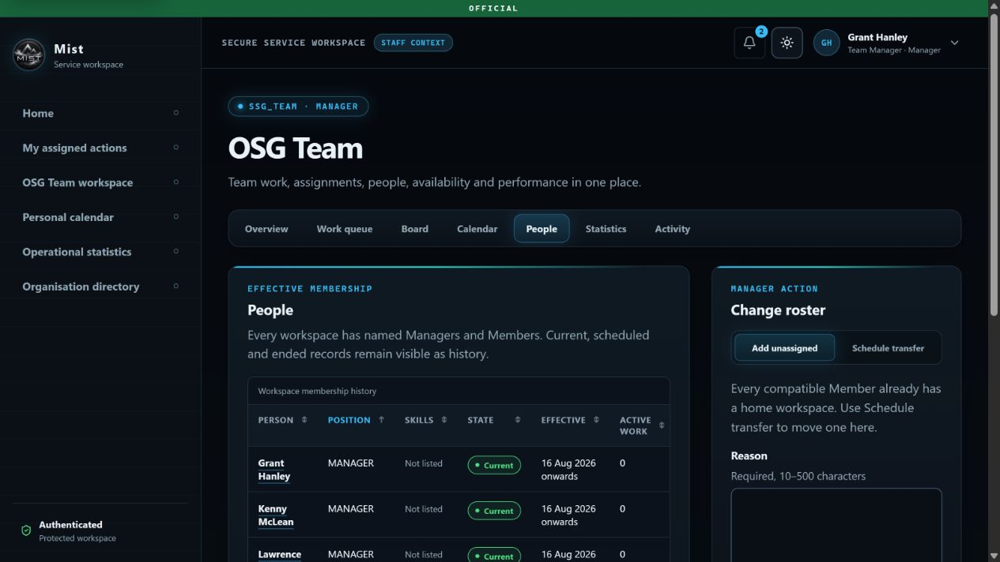 OFFICIAL
MIST
Mist
Service workspace
SECURE SERVICE WORKSPACE
STAFF CONTEXT
2
GH
Grant Hanley
Team Manager · Manager
Home
My assigned actions
OSG Team workspace
Personal calendar
Operational statistics
Organisation directory
Authenticated
Protected workspace
SSG_TEAM · MANAGER
OSG Team
Team work, assignments, people, availability and performance in one place.
Overview Work queue Board Calendar People Statistics Activity
EFFECTIVE MEMBERSHIP
People
Every workspace has named Managers and Members. Current, scheduled
and ended records remain visible as history.
Workspace membership history
PERSON POSITION SKILLS STATE EFFECTIVE ACTIVE
WORK
Grant MANAGER Not listed Current 16 Aug 2026 0
Hanley onwards
Kenny MANAGER Not listed Current 16 Aug 2026 0
McLean onwards
Lawrence MANAGER Not listed Current 16 Aug 2026 0
MANAGER ACTION
Change roster
Add unassigned Schedule transfer
Every compatible Member already has
a home workspace. Use Schedule
transfer to move one here.
Reason
Required, 10–500 characters